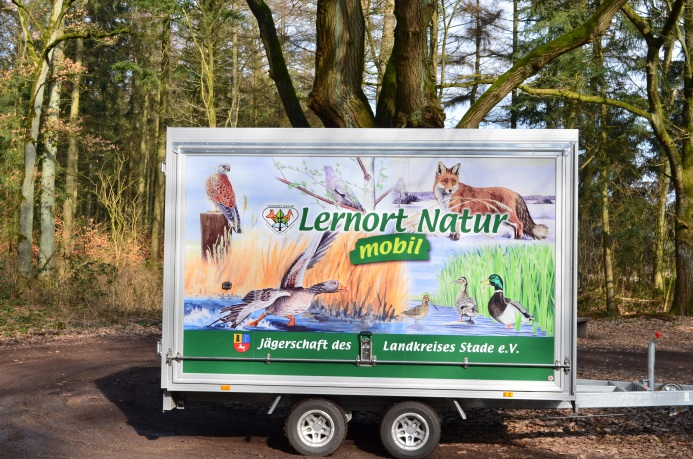 Lernort Natur
mobil
Jägerschaft des Landkreises Stade e.V.